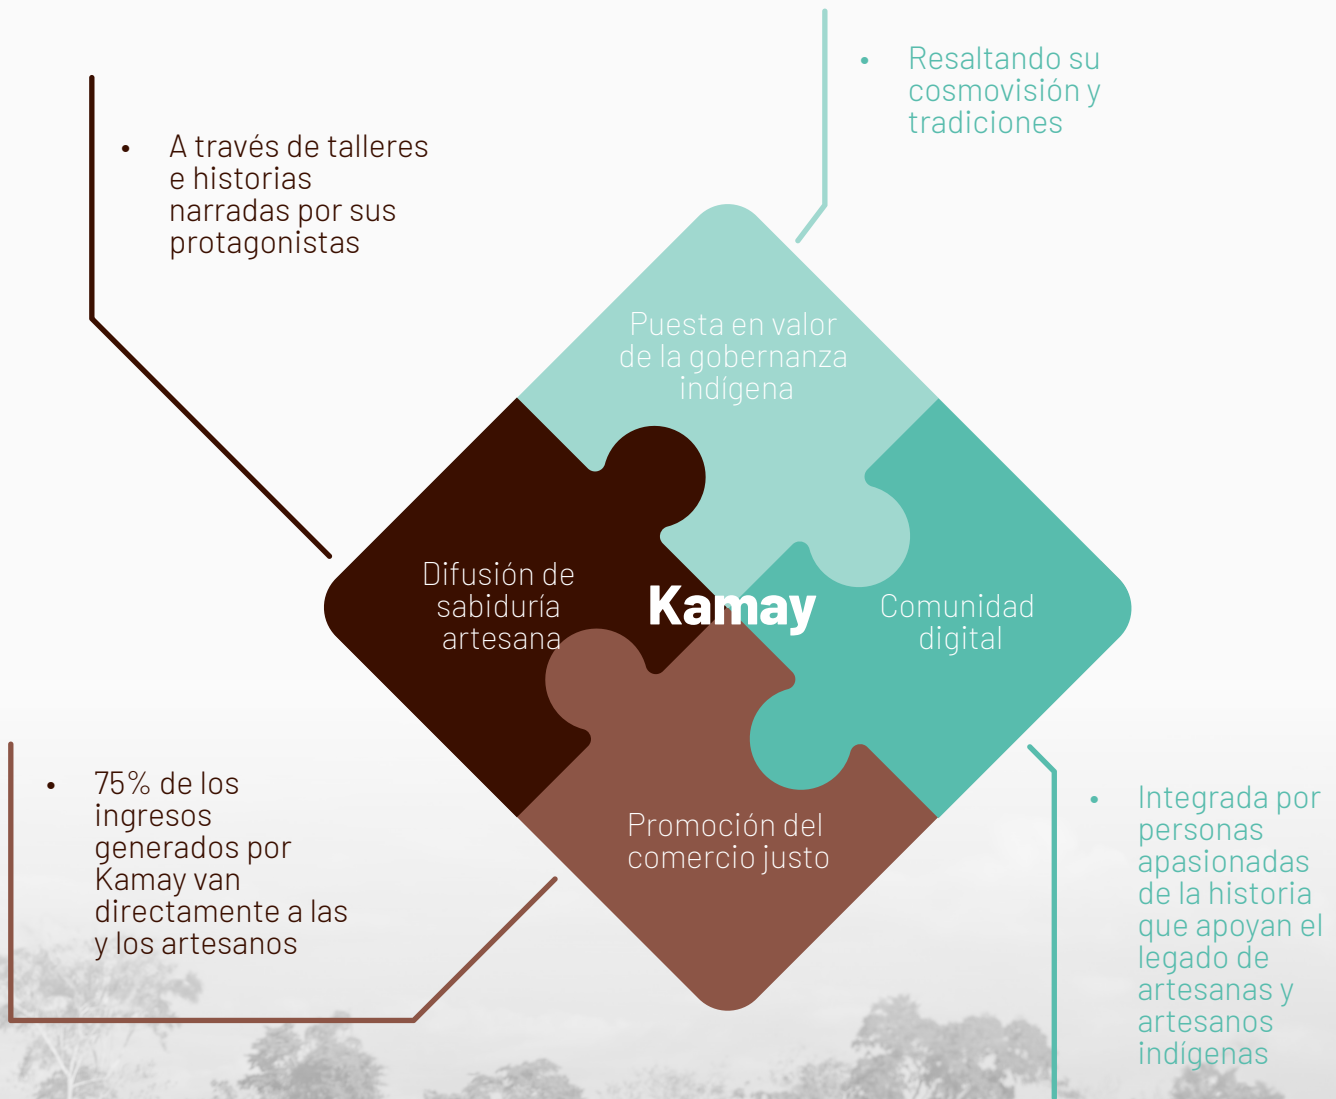 • Resaltando su
cosmovisión y
tradiciones
• A través de talleres
e historias
narradas por sus
protagonistas
Puesta en valor
de la gobernanza
indígena
Difusión de
sabiduría
artesana
Kamay
Comunidad
digital
Promoción del
comercio justo
• 75% de los
ingresos
generados por
Kamay van
directamente a las
y los artesanos
• Integrada por
personas
apasionadas
de la historia
que apoyan el
legado de
artesanas y
artesanos
indígenas